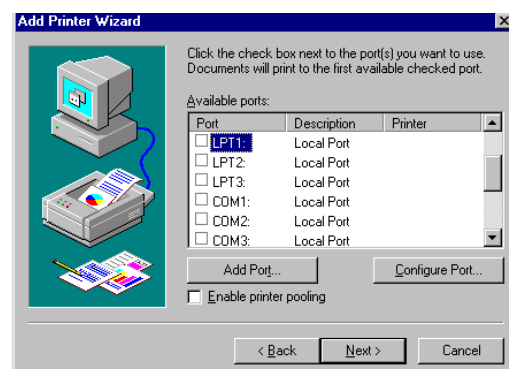 Add Printer Wizard
Click the check box next to the port(s) you want to use.
Documents will print to the first available checked port.
Available ports:
Port Description Printer
LPT1: Local Port
LPT2: Local Port
LPT3: Local Port
COM1: Local Port
COM2: Local Port
COM3: Local Port
Add Port... Configure Port...
Enable printer pooling
< Back Next > Cancel